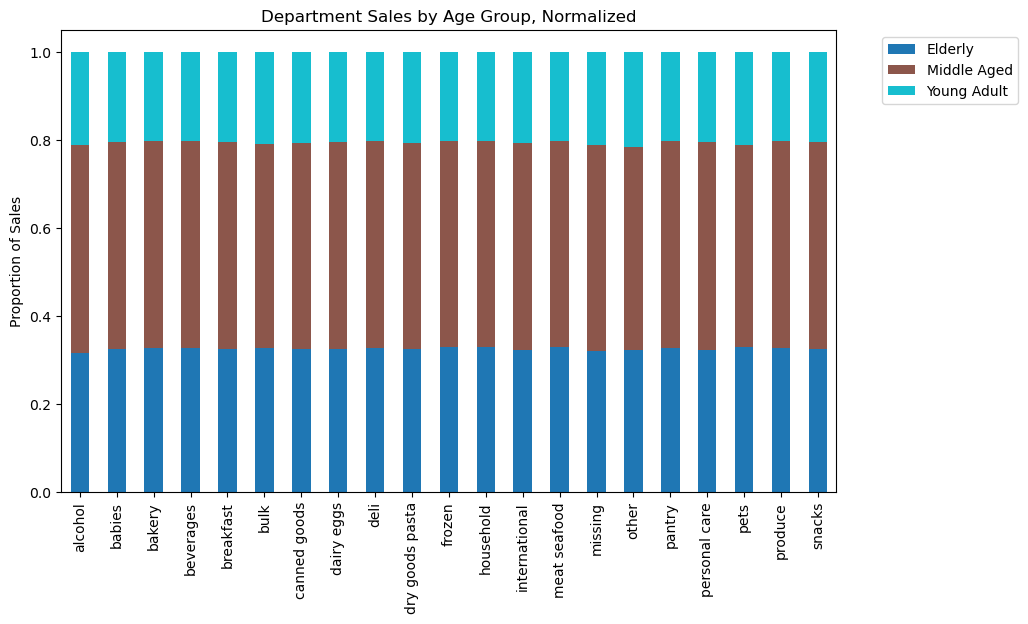 Department Sales by Age Group, Normalized
Elderly
Middle Aged
Young Adult
Proportion of Sales
1.0
0.8
0.6
0.4
0.2
0.0
alcohol
babies
bakery
beverages
breakfast
bulk
canned goods
dairy eggs
deli
dry goods pasta
frozen
household
international
meat seafood
missing
other
pantry
personal care
pets
produce
snacks